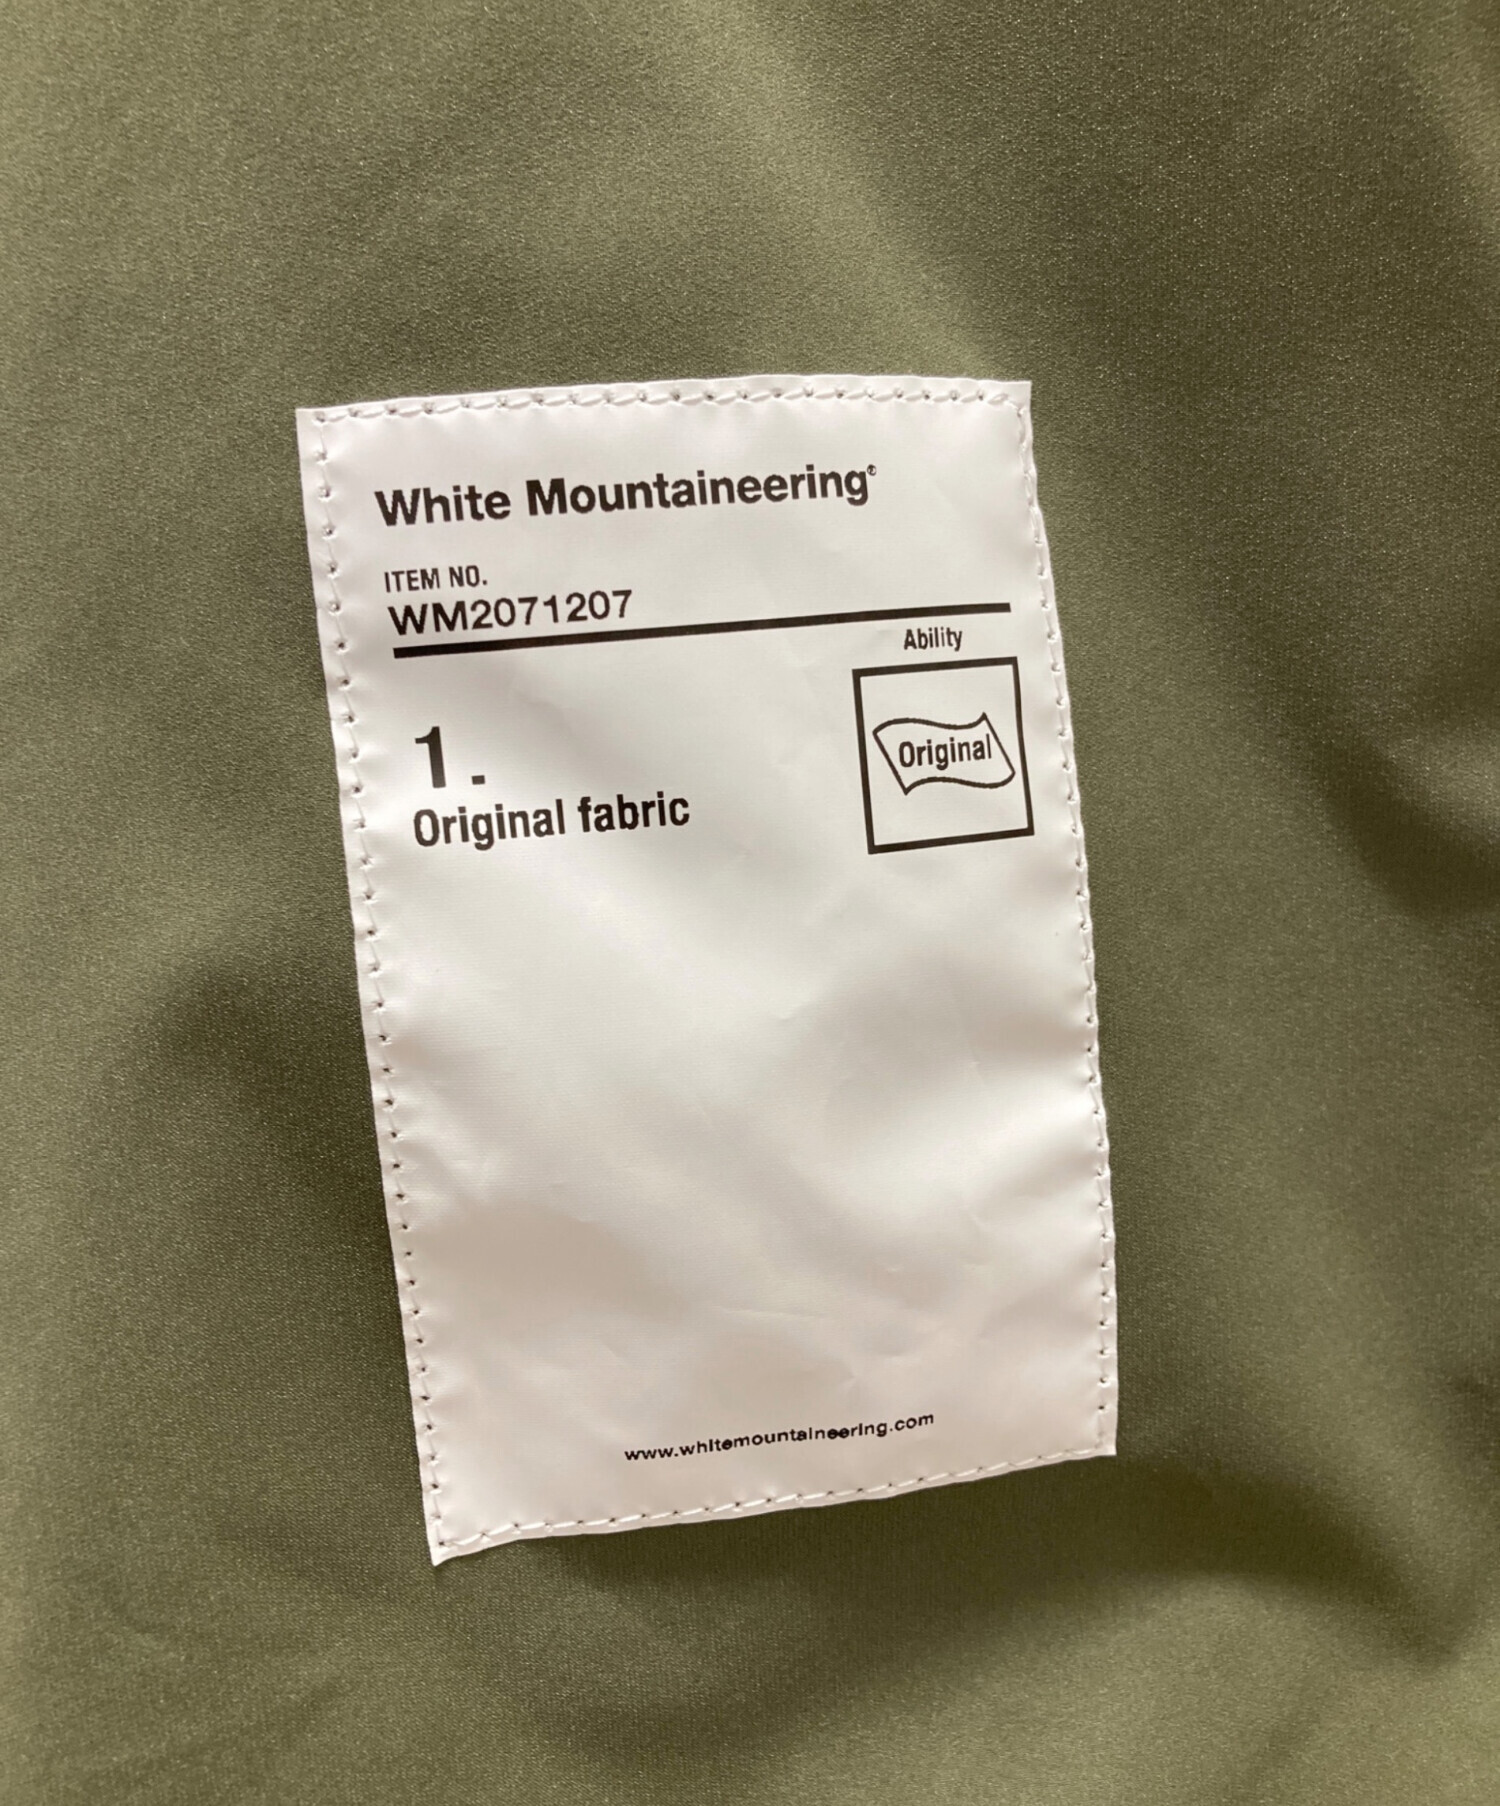 White Mountaineering®
ITEM NO.
WM2071207
Ability
Original
1.
Original fabric
www.whitemountaineering.com